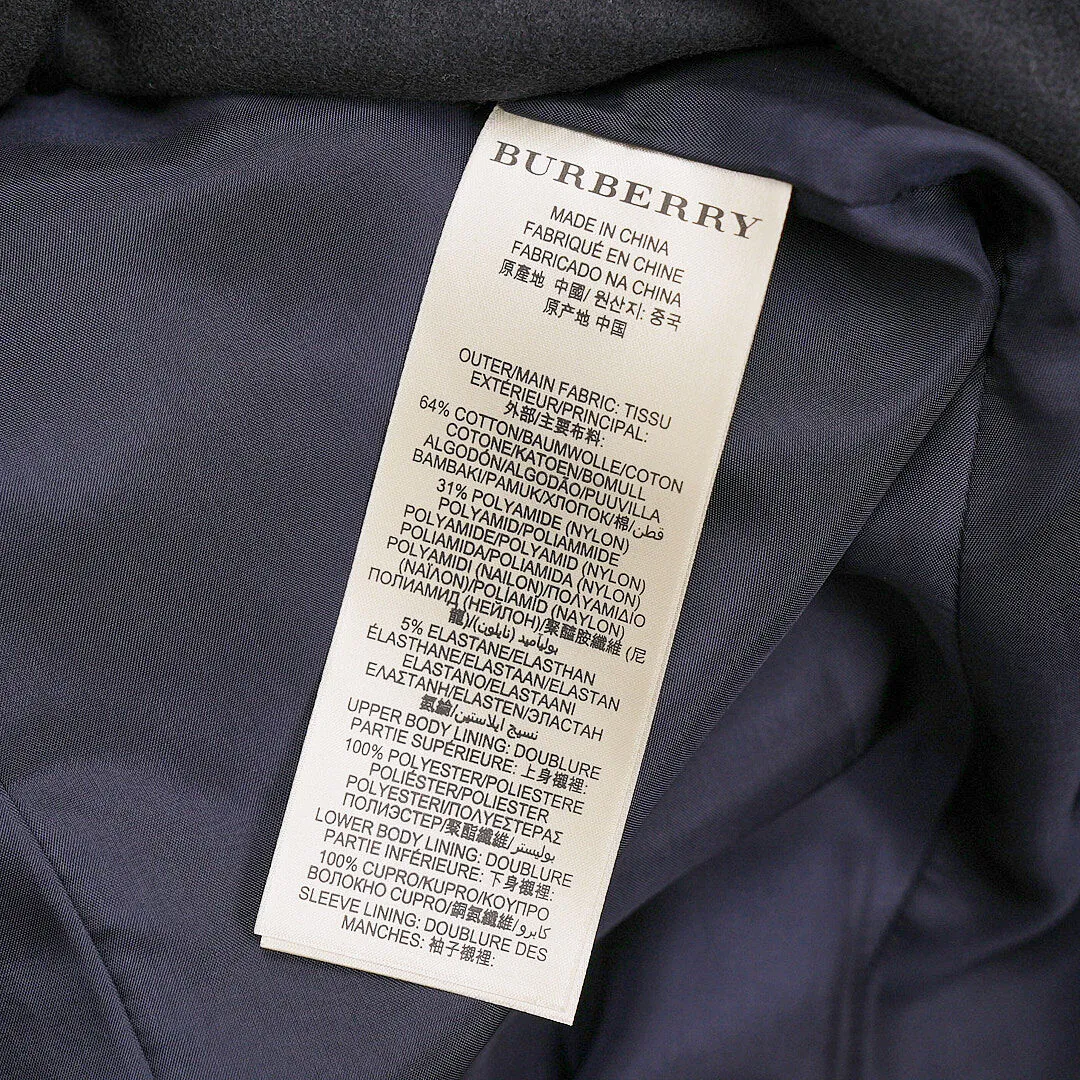 BURBERRY
MADE IN CHINA
FABRIQUÉ EN CHINE
FABRICADO NA CHINA
原產地 中國/ 원산지: 중국
原产地 中国
OUTER/MAIN FABRIC: TISSU
EXTÉRIEUR/PRINCIPAL:
外部/主要布料:
64% COTTON/BAUMWOLLE/COTON
COTONE/KATOEN/BOMULL
ALGODÓN/ALGODÃO/PUUVILLA
BAMBAKI/PAMUK/ХЛОПОК/棉/قطن
31% POLYAMIDE (NYLON)
POLYAMID/POLIAMMIDE
POLYAMIDE/POLYAMID (NYLON)
POLIAMIDA/POLIAMIDA (NYLON)
POLYAMIDI (NAILON)/ΠΟΛΥΑΜΙΔΙΟ
(ΝΑΪΛΟΝ)/POLIAMİD (NAYLON)
ПОЛИАМИД (НЕЙЛОН)/聚醯胺纖維 (尼
龍)/بولیامید (نایلون)
5% ELASTANE/ELASTHAN
ÉLASTHANE/ELASTAAN/ELASTAN
ELASTANO/ELASTAANI
ΕΛΑΣΤΑΝΗ/ELASTEN/ЭЛАСТАН
氨綸/نسيج إيلاستين
UPPER BODY LINING: DOUBLURE
PARTIE SUPÉRIEURE: 上身襯裡:
100% POLYESTER/POLIESTERE
POLIÉSTER/POLIESTER
POLYESTERI/ΠΟΛΥΕΣΤΕΡΑΣ
ПОЛИЭСТЕР/聚酯纖維/بوليستر
LOWER BODY LINING: DOUBLURE
PARTIE INFÉRIEURE: 下身襯裡:
100% CUPRO/KUPRO/ΚΟΥΠΡΟ
ВОЛОКНО CUPRO/銅氨纖維/كابرو
SLEEVE LINING: DOUBLURE DES
MANCHES: 袖子襯裡: